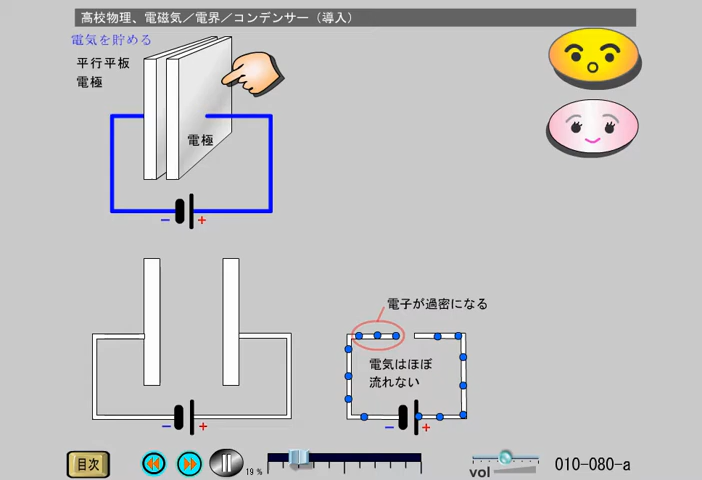 高校物理、電磁気／電界／コンデンサー（導入）
電気を貯める
平行平板
電極
電極
− +
電子が過密になる
電気はほぼ
流れない
− +
− +
目次
19 %
vol
010-080-a